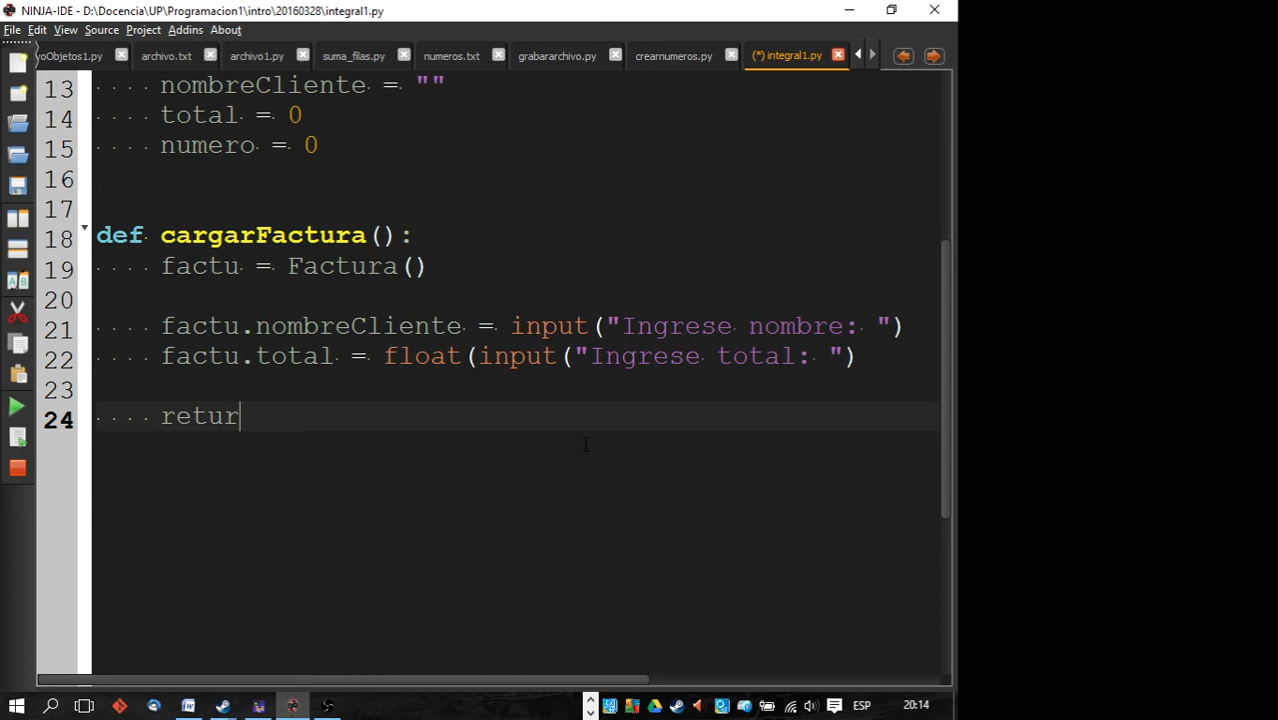 NINJA-IDE - D:\Docencia\UP\Programacion1\intro\20160328\integral1.py
File Edit View Source Project Addins About
yoObjetos1.py archivo.txt archivo1.py suma_filas.py numeros.txt grabararchivo.py crearnumeros.py (*) integral1.py
13 nombreCliente = ""
14 total = 0
15 numero = 0
16
17
18 def cargarFactura():
19 factu = Factura()
20
21 factu.nombreCliente = input("Ingrese nombre: ")
22 factu.total = float(input("Ingrese total: ")
23
24 retur
ESP 20:14